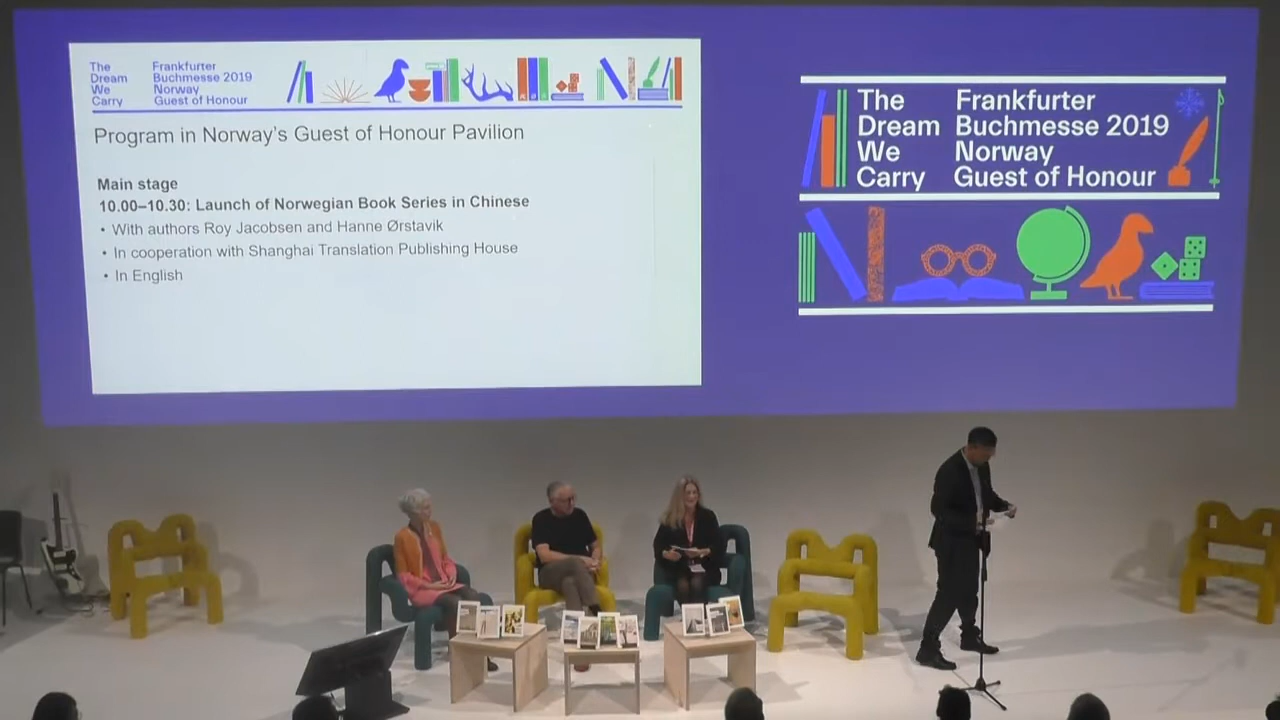 The
Dream
We
Carry
Frankfurter
Buchmesse 2019
Norway
Guest of Honour
Program in Norway's Guest of Honour Pavilion
Main stage
10.00–10.30: Launch of Norwegian Book Series in Chinese
• With authors Roy Jacobsen and Hanne Ørstavik
• In cooperation with Shanghai Translation Publishing House
• In English
The
Dream
We
Carry
Frankfurter
Buchmesse 2019
Norway
Guest of Honour